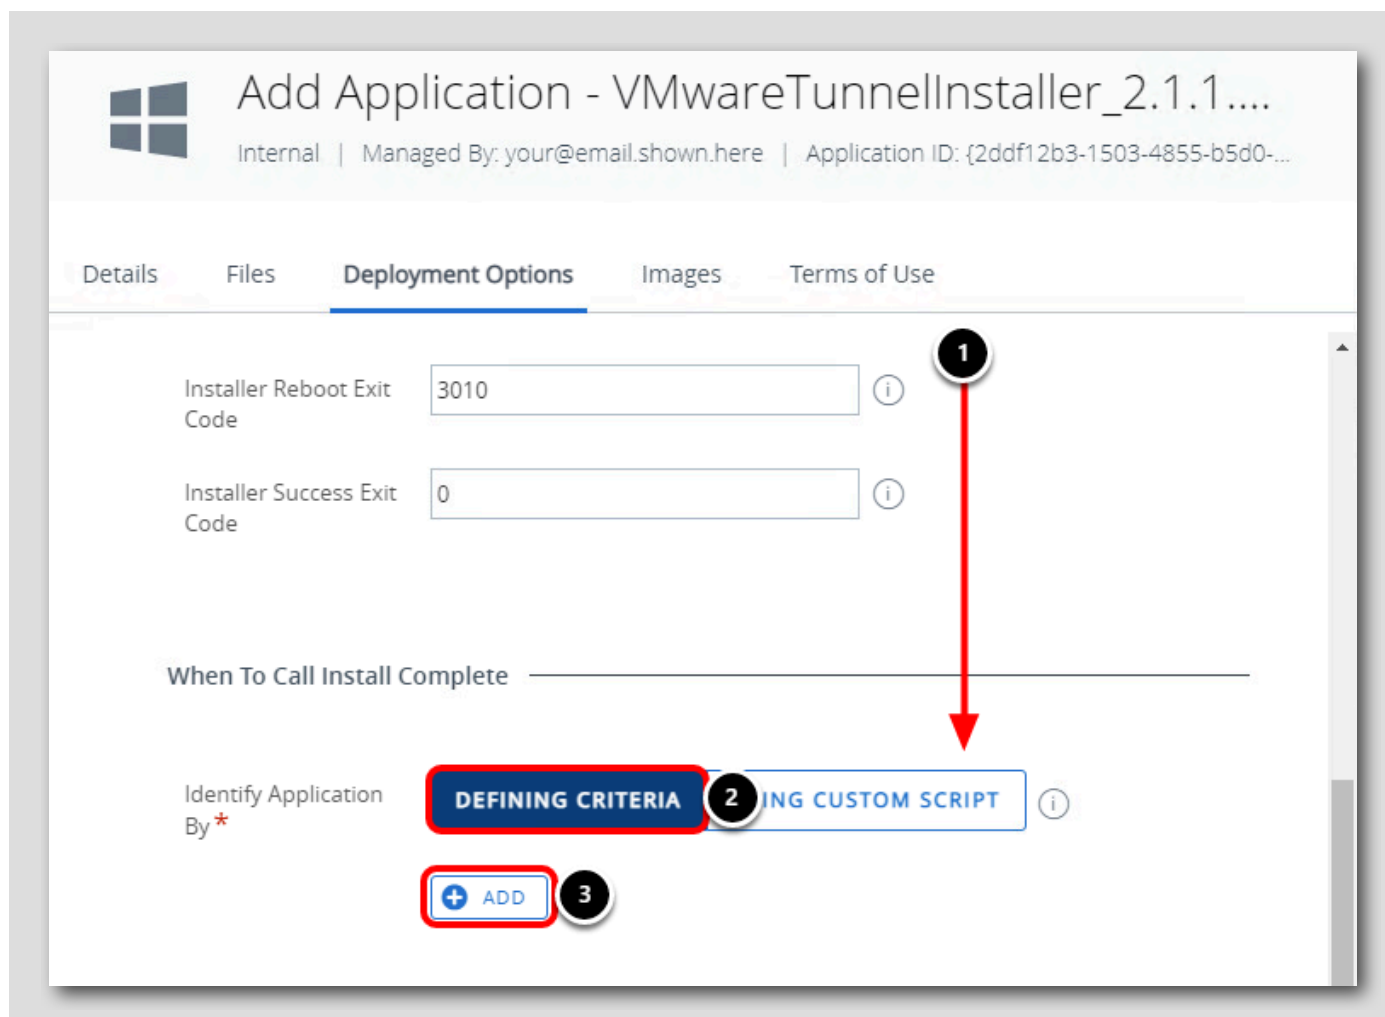 Add Application - VMwareTunnelInstaller_2.1.1....
Internal | Managed By: your@email.shown.here | Application ID: {2ddf12b3-1503-4855-b5d0-...
Details Files Deployment Options Images Terms of Use
1
Installer Reboot Exit
Code
3010
Installer Success Exit
Code
0
When To Call Install Complete
Identify Application
By*
DEFINING CRITERIA 2 ING CUSTOM SCRIPT
ADD 3